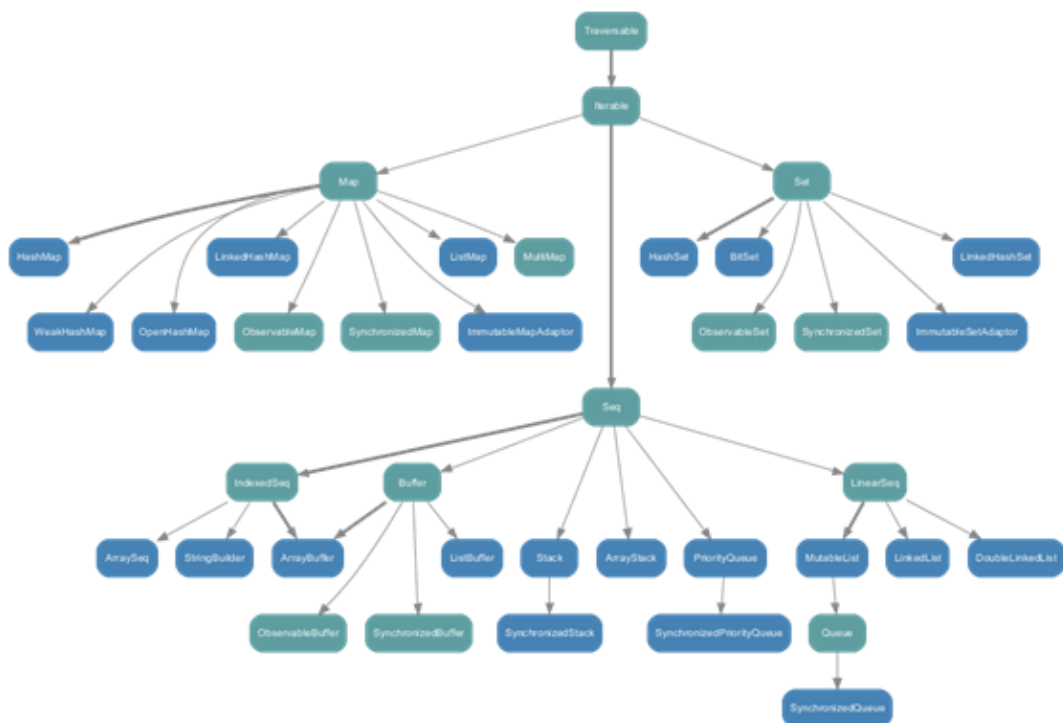 Traversable
Iterable
Map
Set
HashMap
LinkedHashMap
ListMap
MultiMap
HashSet
BitSet
LinkedHashSet
WeakHashMap
OpenHashMap
ObservableMap
SynchronizedMap
ImmutableMapAdaptor
ObservableSet
SynchronizedSet
ImmutableSetAdaptor
Seq
IndexedSeq
Buffer
LinearSeq
ArraySeq
StringBuilder
ArrayBuffer
ListBuffer
Stack
ArrayStack
PriorityQueue
MutableList
LinkedList
DoubleLinkedList
ObservableBuffer
SynchronizedBuffer
SynchronizedStack
SynchronizedPriorityQueue
Queue
SynchronizedQueue